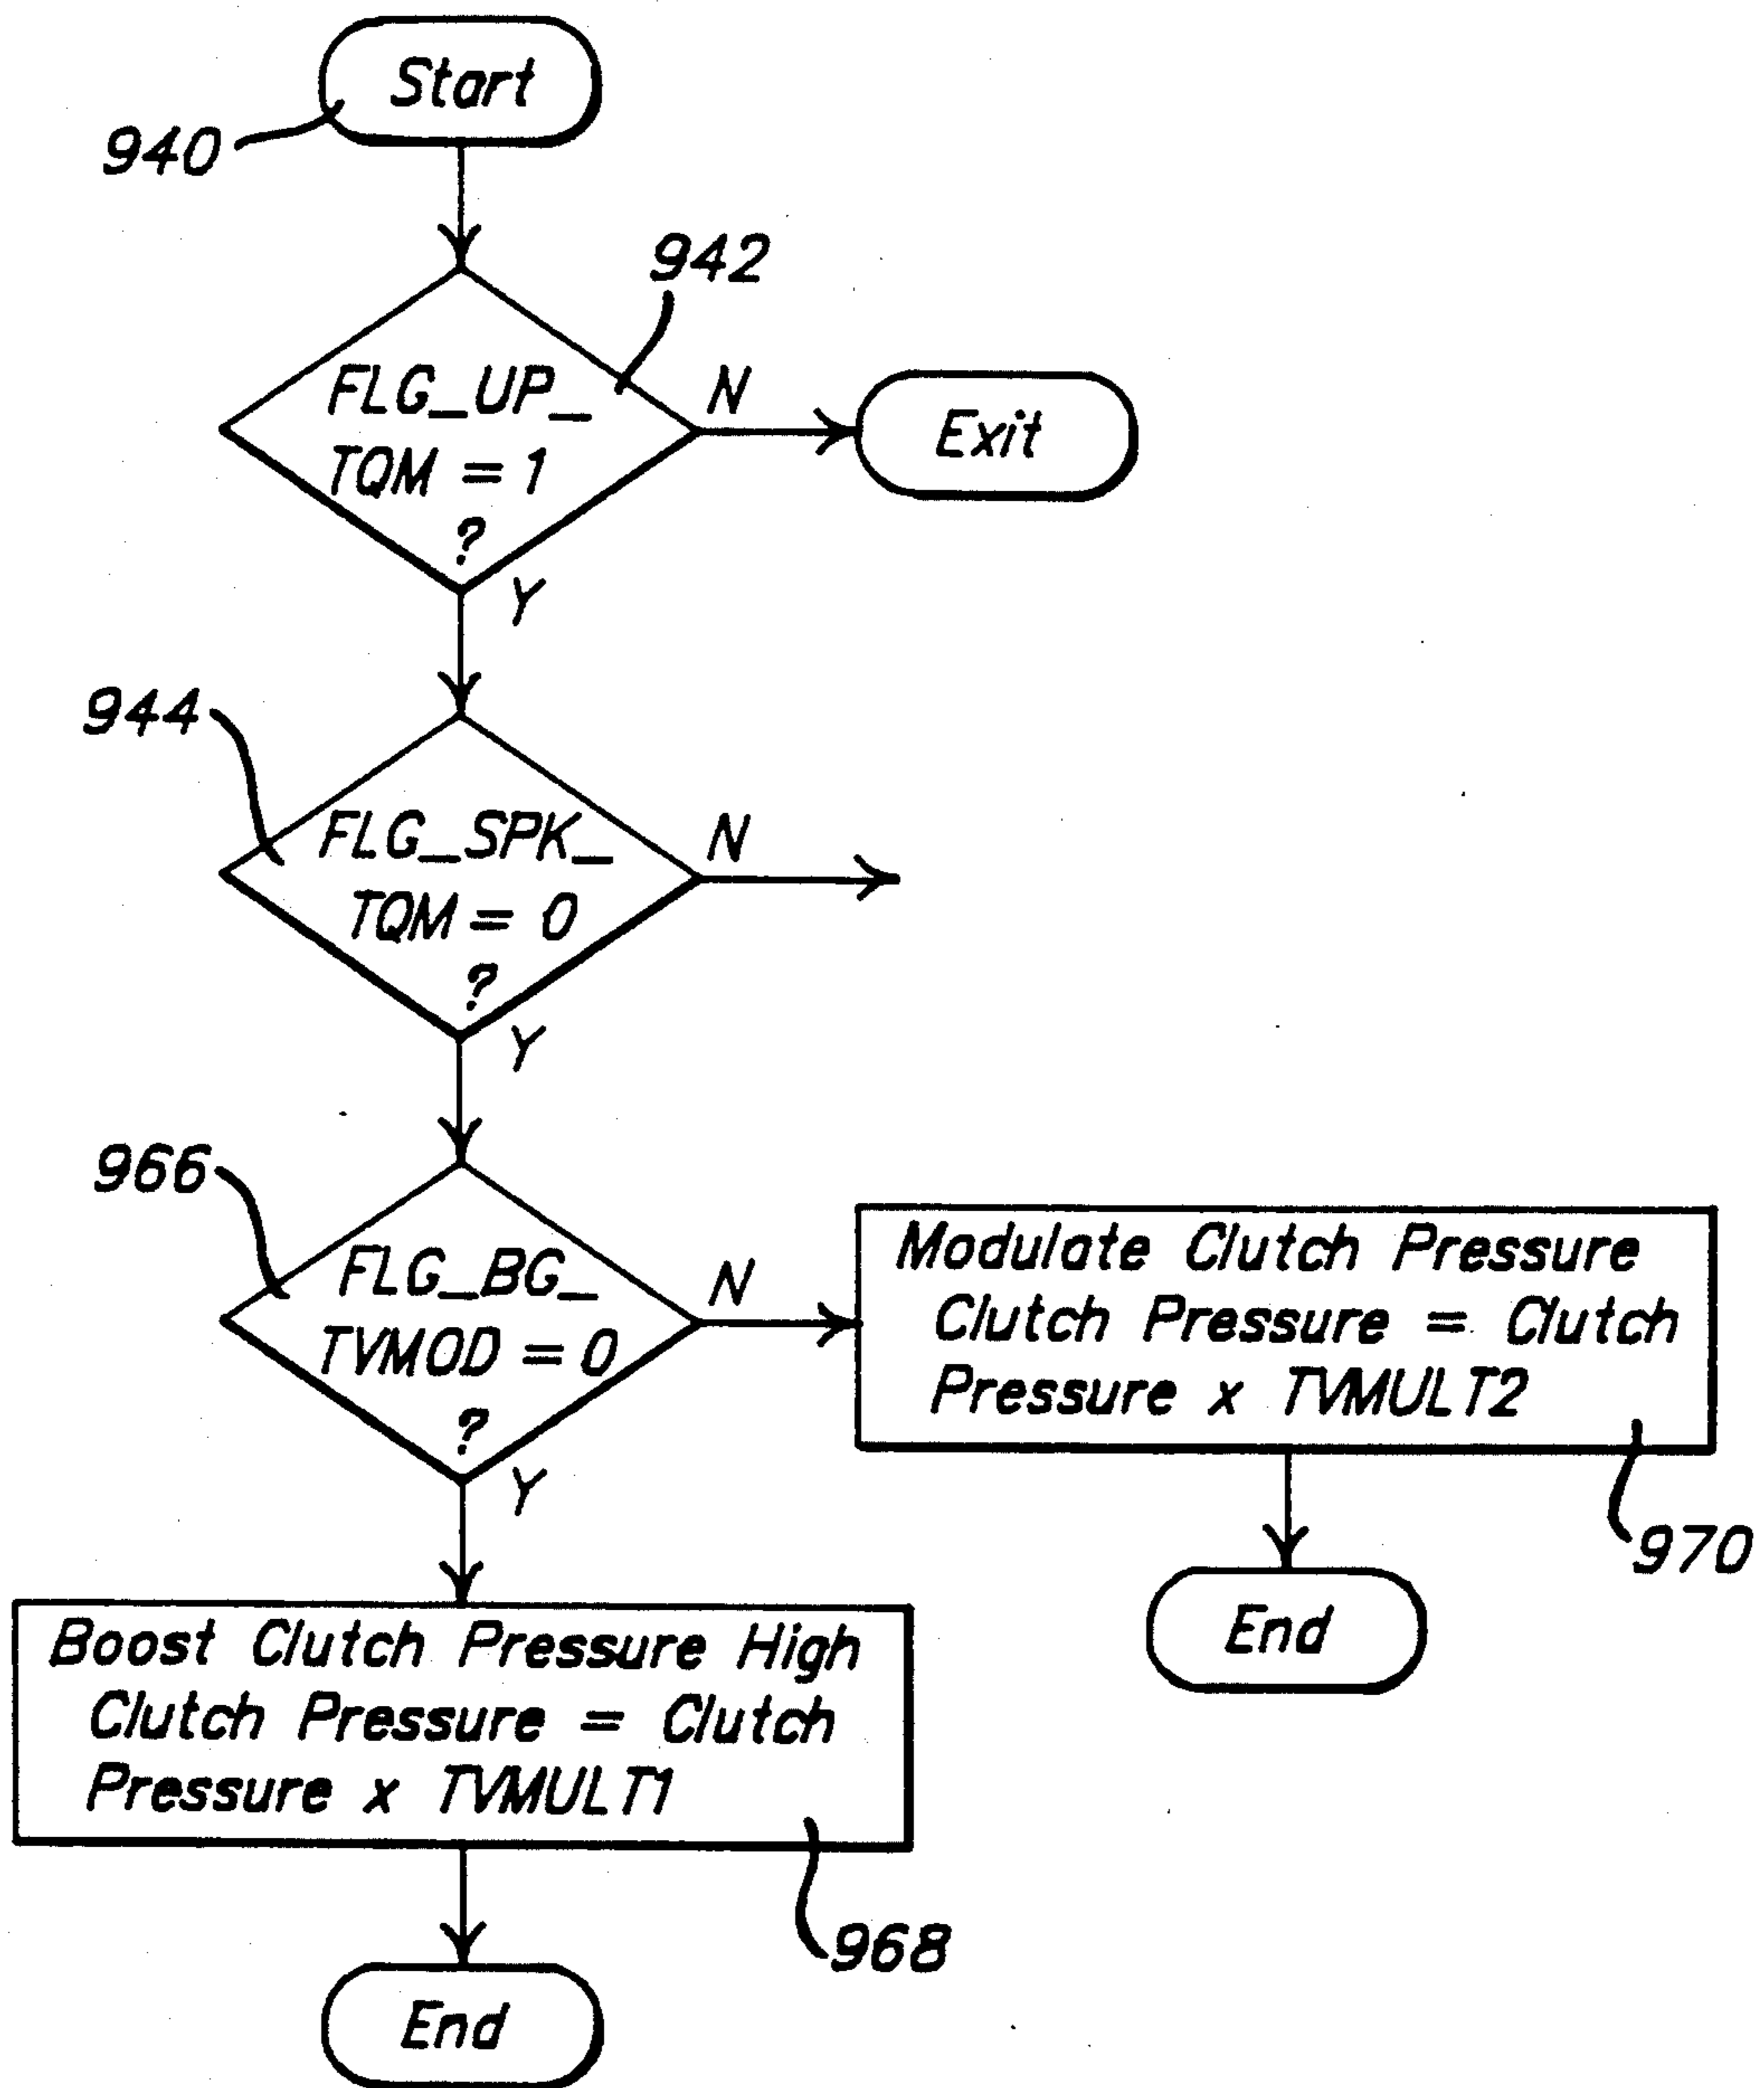 Start
940
942
FLG_UP_
TQM = 1
?
N
Exit
Y
944
FLG_SPK_
TQM = 0
?
N
Y
966
FLG_BG_
TVMOD = 0
?
N
Modulate Clutch Pressure
Clutch Pressure = Clutch
Pressure x TVMULT2
970
End
Y
Boost Clutch Pressure High
Clutch Pressure = Clutch
Pressure x TVMULT1
968
End